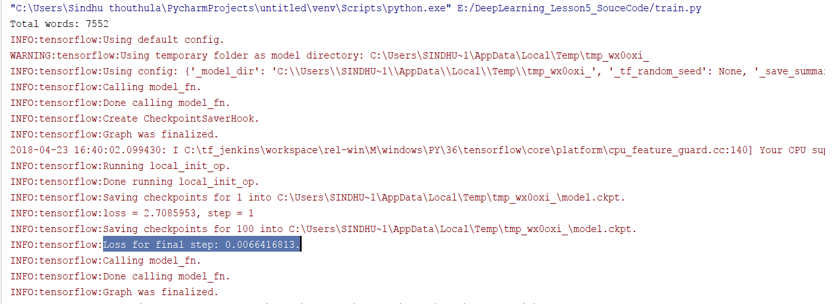 "C:\Users\Sindhu thouthula\PycharmProjects\untitled\venv\Scripts\python.exe" E:/DeepLearning_Lesson5_SouceCode/train.py
Total words: 7552
INFO:tensorflow:Using default config.
WARNING:tensorflow:Using temporary folder as model directory: C:\Users\SINDHU~1\AppData\Local\Temp\tmp_wx0oxi_
INFO:tensorflow:Using config: {'_model_dir': 'C:\\Users\\SINDHU~1\\AppData\\Local\\Temp\\tmp_wx0oxi_', '_tf_random_seed': None, '_save_summa
INFO:tensorflow:Calling model_fn.
INFO:tensorflow:Done calling model_fn.
INFO:tensorflow:Create CheckpointSaverHook.
INFO:tensorflow:Graph was finalized.
2018-04-23 16:40:02.099430: I C:\tf_jenkins\workspace\rel-win\M\windows\PY\36\tensorflow\core\platform\cpu_feature_guard.cc:140] Your CPU sup
INFO:tensorflow:Running local_init_op.
INFO:tensorflow:Done running local_init_op.
INFO:tensorflow:Saving checkpoints for 1 into C:\Users\SINDHU~1\AppData\Local\Temp\tmp_wx0oxi_\model.ckpt.
INFO:tensorflow:loss = 2.7085953, step = 1
INFO:tensorflow:Saving checkpoints for 100 into C:\Users\SINDHU~1\AppData\Local\Temp\tmp_wx0oxi_\model.ckpt.
INFO:tensorflow:Loss for final step: 0.0066416813.
INFO:tensorflow:Calling model_fn.
INFO:tensorflow:Done calling model_fn.
INFO:tensorflow:Graph was finalized.